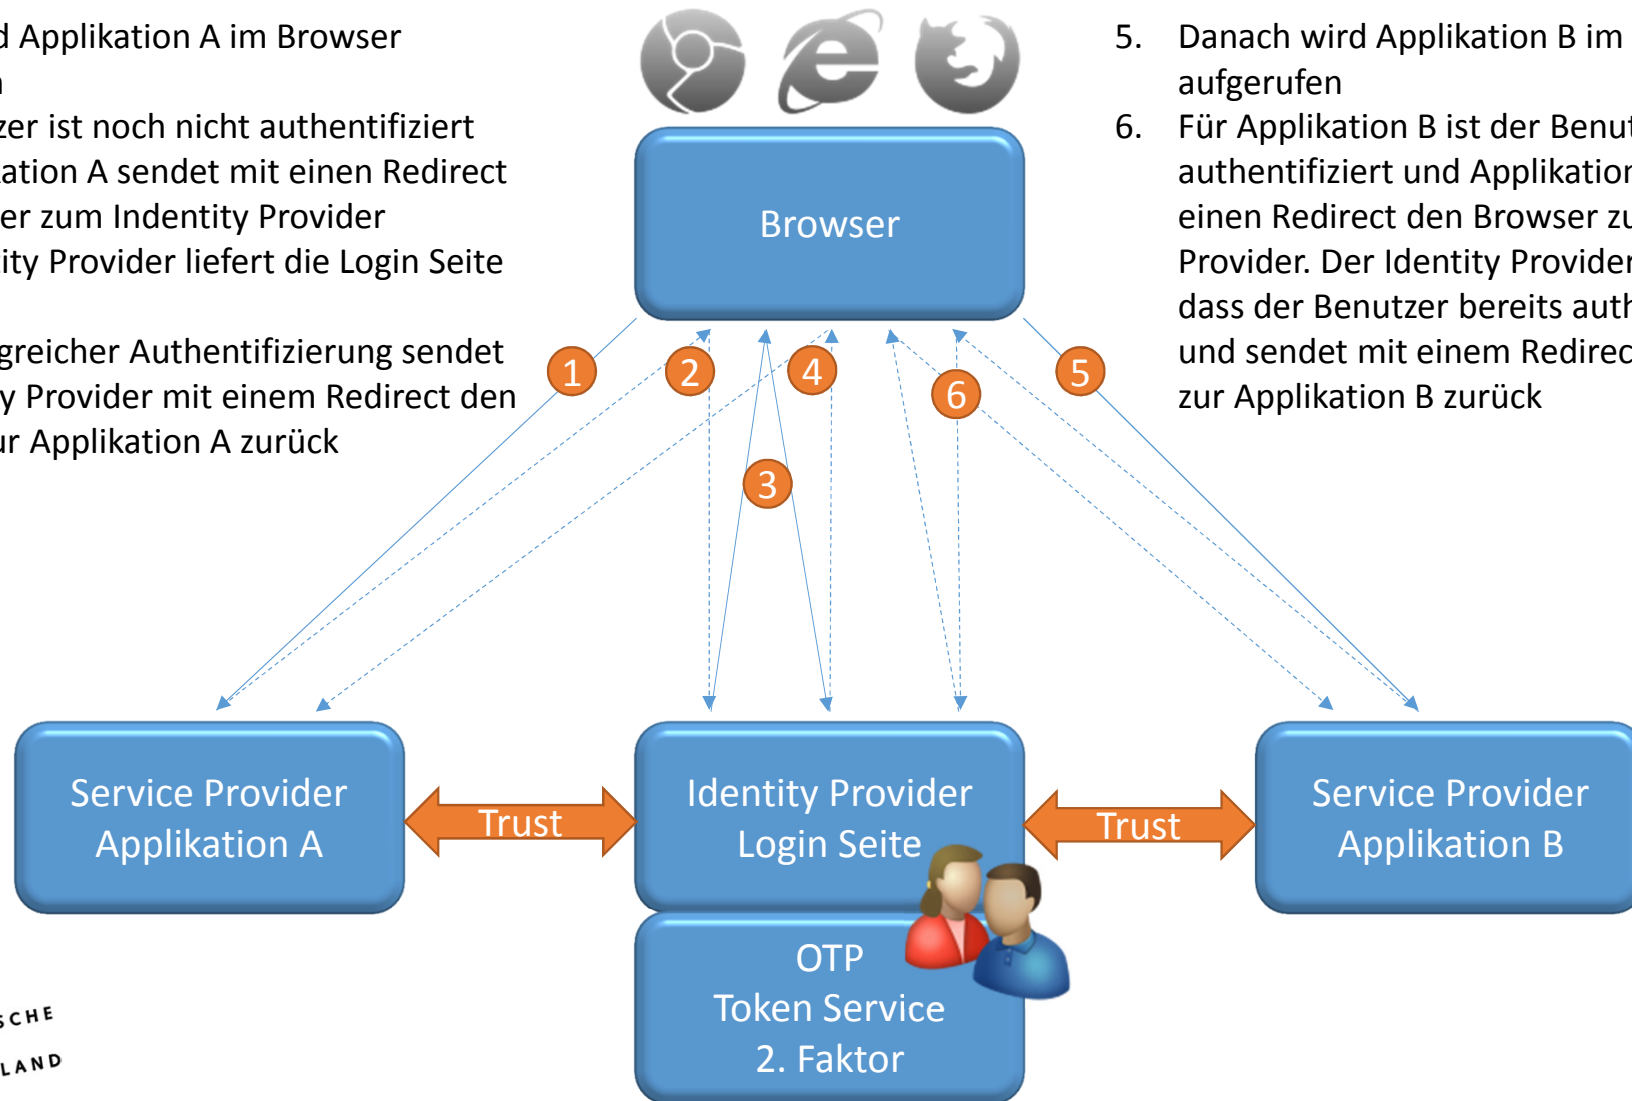 d Applikation A im Browser
zer ist noch nicht authentifiziert
ation A sendet mit einen Redirect
er zum Indentity Provider
tity Provider liefert die Login Seite
greicher Authentifizierung sendet
y Provider mit einem Redirect den
ur Applikation A zurück
5. Danach wird Applikation B im
aufgerufen
6. Für Applikation B ist der Benut
authentifiziert und Applikation
einen Redirect den Browser zu
Provider. Der Identity Provider
dass der Benutzer bereits auth
und sendet mit einem Redirec
zur Applikation B zurück
Browser
1
2
4
6
5
3
Service Provider
Applikation A
Trust
Identity Provider
Login Seite
Trust
Service Provider
Applikation B
OTP
Token Service
2. Faktor
SCHE
LAND